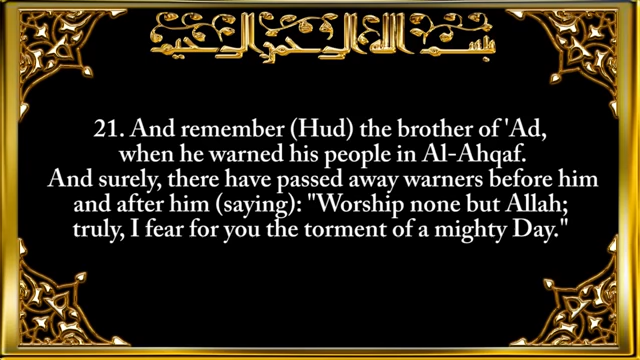 بسم الله الرحمن الرحيم
21. And remember (Hud) the brother of 'Ad,
when he warned his people in Al-Ahqaf.
And surely, there have passed away warners before him
and after him (saying): "Worship none but Allah;
truly, I fear for you the torment of a mighty Day."